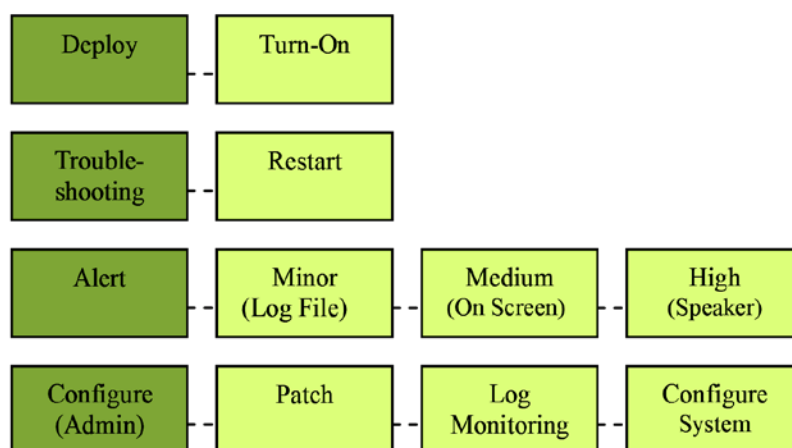 Deploy
Turn-On
Trouble-
shooting
Restart
Alert
Minor
(Log File)
Medium
(On Screen)
High
(Speaker)
Configure
(Admin)
Patch
Log
Monitoring
Configure
System